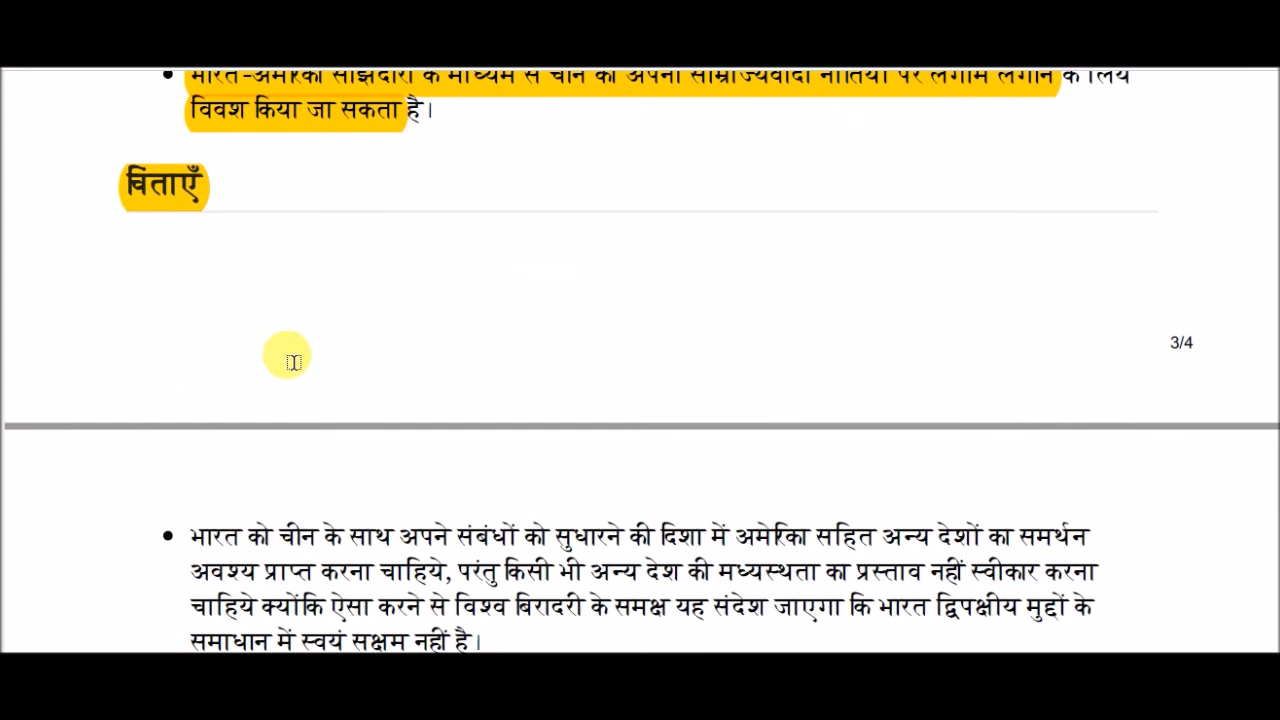 भारत-अमेरिका साझेदारी के माध्यम से चीन को अपनी साम्राज्यवादी नीतियों पर लगाम लगाने के लिये
विवश किया जा सकता है।
चिंताएँ
3/4
भारत को चीन के साथ अपने संबंधों को सुधारने की दिशा में अमेरिका सहित अन्य देशों का समर्थन
अवश्य प्राप्त करना चाहिये, परंतु किसी भी अन्य देश की मध्यस्थता का प्रस्ताव नहीं स्वीकार करना
चाहिये क्योंकि ऐसा करने से विश्व बिरादरी के समक्ष यह संदेश जाएगा कि भारत द्विपक्षीय मुद्दों के
समाधान में स्वयं सक्षम नहीं है।